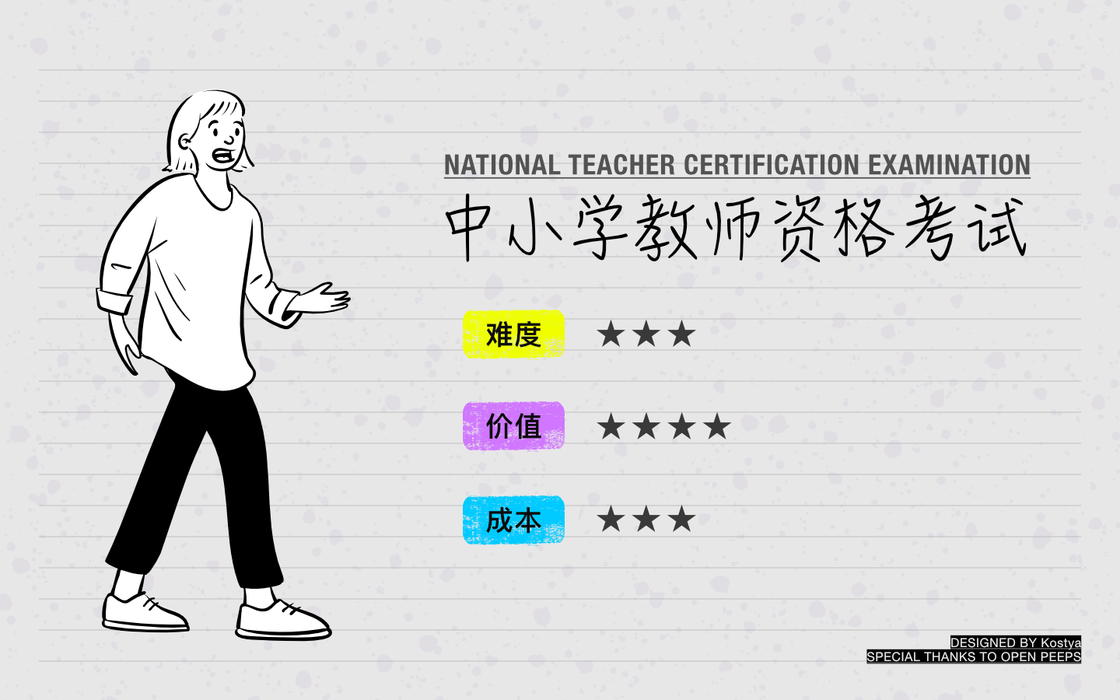 NATIONAL TEACHER CERTIFICATION EXAMINATION
中小学教师资格考试
难度 ★★★
价值 ★★★★
成本 ★★★
DESIGNED BY Kostya
SPECIAL THANKS TO OPEN PEEPS